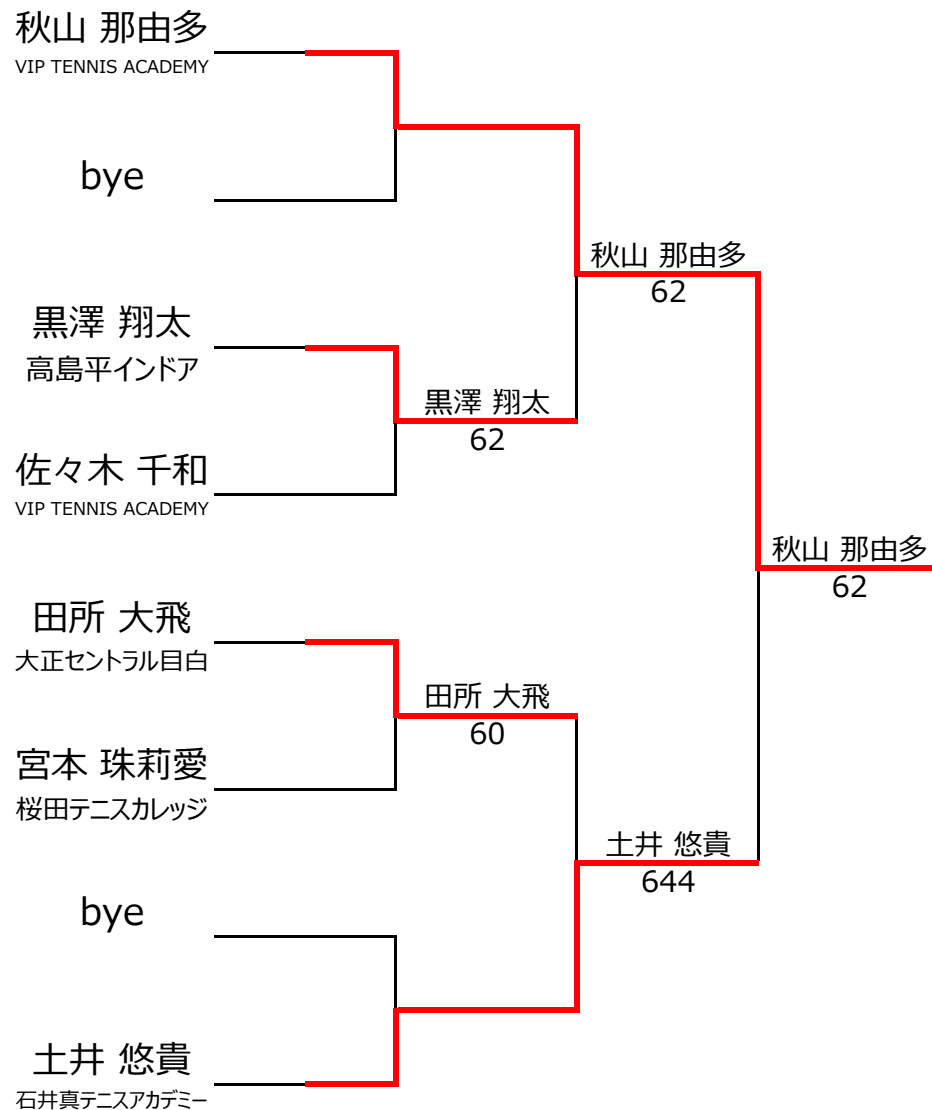 秋山 那由多
VIP TENNIS ACADEMY
bye
秋山 那由多
62
黒澤 翔太
高島平インドア
黒澤 翔太
62
佐々木 千和
VIP TENNIS ACADEMY
秋山 那由多
62
田所 大飛
大正セントラル目白
田所 大飛
60
宮本 珠莉愛
桜田テニスカレッジ
土井 悠貴
644
bye
土井 悠貴
石井真テニスアカデミー